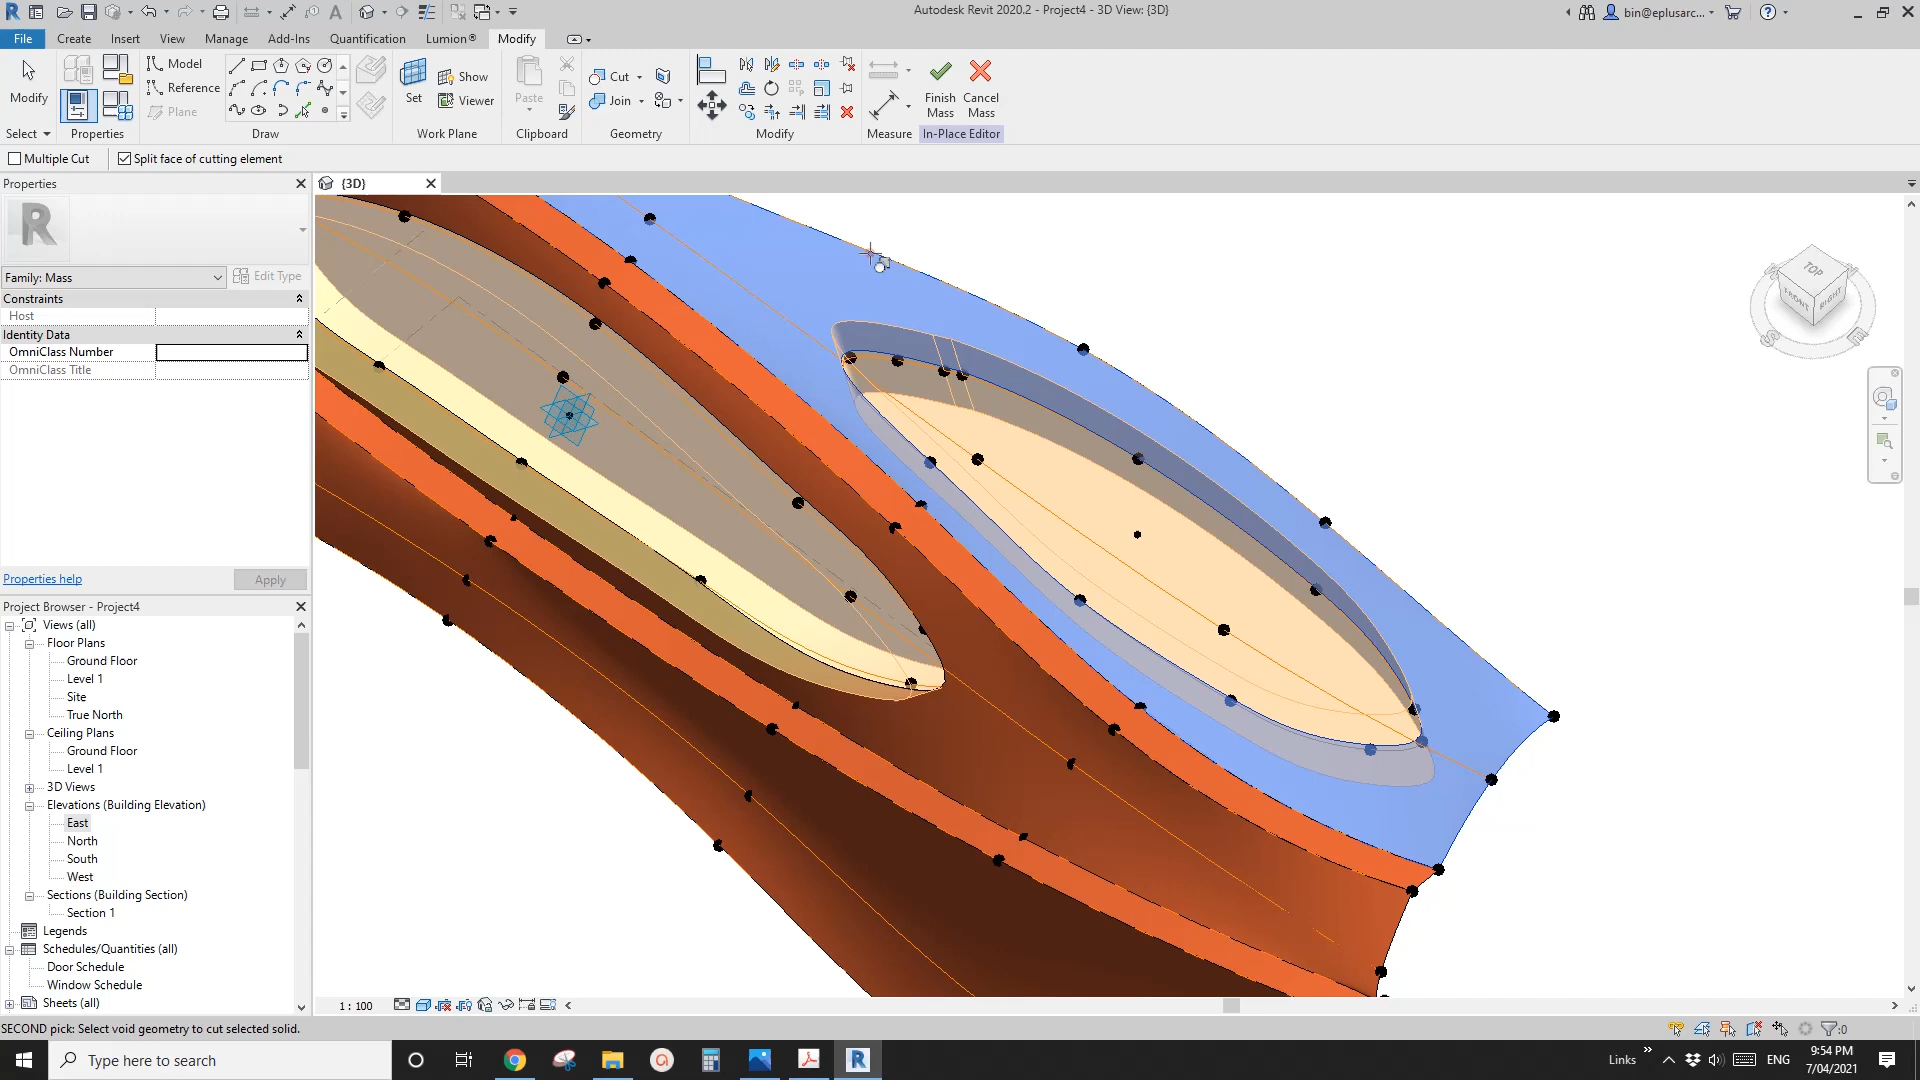 Autodesk Revit 2020.2 - Project4 - 3D View: {3D}
bin@eplusarc...
File
Create
Insert
View
Manage
Add-Ins
Quantification
Lumion®
Modify
Modify
Select
Properties
Model
Reference
Plane
Draw
Set
Show
Viewer
Work Plane
Paste
Clipboard
Cut
Join
Geometry
Modify
Measure
Finish Mass
Cancel Mass
In-Place Editor
Multiple Cut
Split face of cutting element
Properties
{3D}
Family: Mass
Edit Type
Constraints
Host
Identity Data
OmniClass Number
OmniClass Title
Properties help
Apply
Project Browser - Project4
Views (all)
Floor Plans
Ground Floor
Level 1
Site
True North
Ceiling Plans
Ground Floor
Level 1
3D Views
Elevations (Building Elevation)
East
North
South
West
Sections (Building Section)
Section 1
Legends
Schedules/Quantities (all)
Door Schedule
Window Schedule
Sheets (all)
TOP
FRONT
RIGHT
S
E
1 : 100
SECOND pick: Select void geometry to cut selected solid.
:0
Type here to search
Links
ENG
9:54 PM
7/04/2021